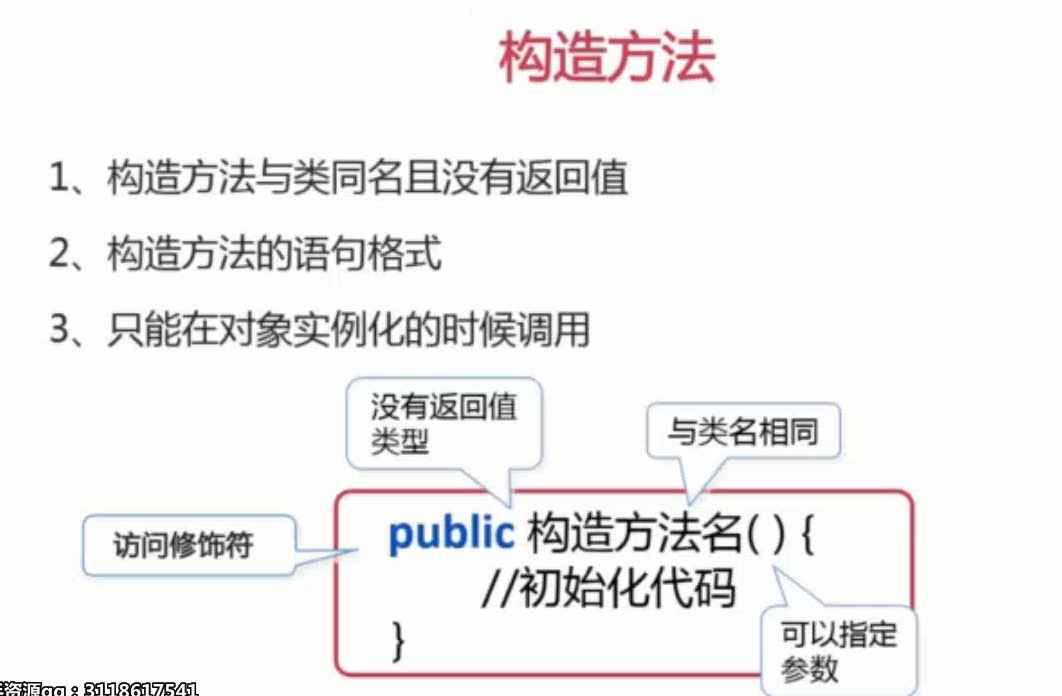 构造方法
1、构造方法与类同名且没有返回值
2、构造方法的语句格式
3、只能在对象实例化的时候调用
没有返回值
类型
与类名相同
访问修饰符
public 构造方法名( ) {
//初始化代码
}
可以指定
参数
资源qq：3118617541